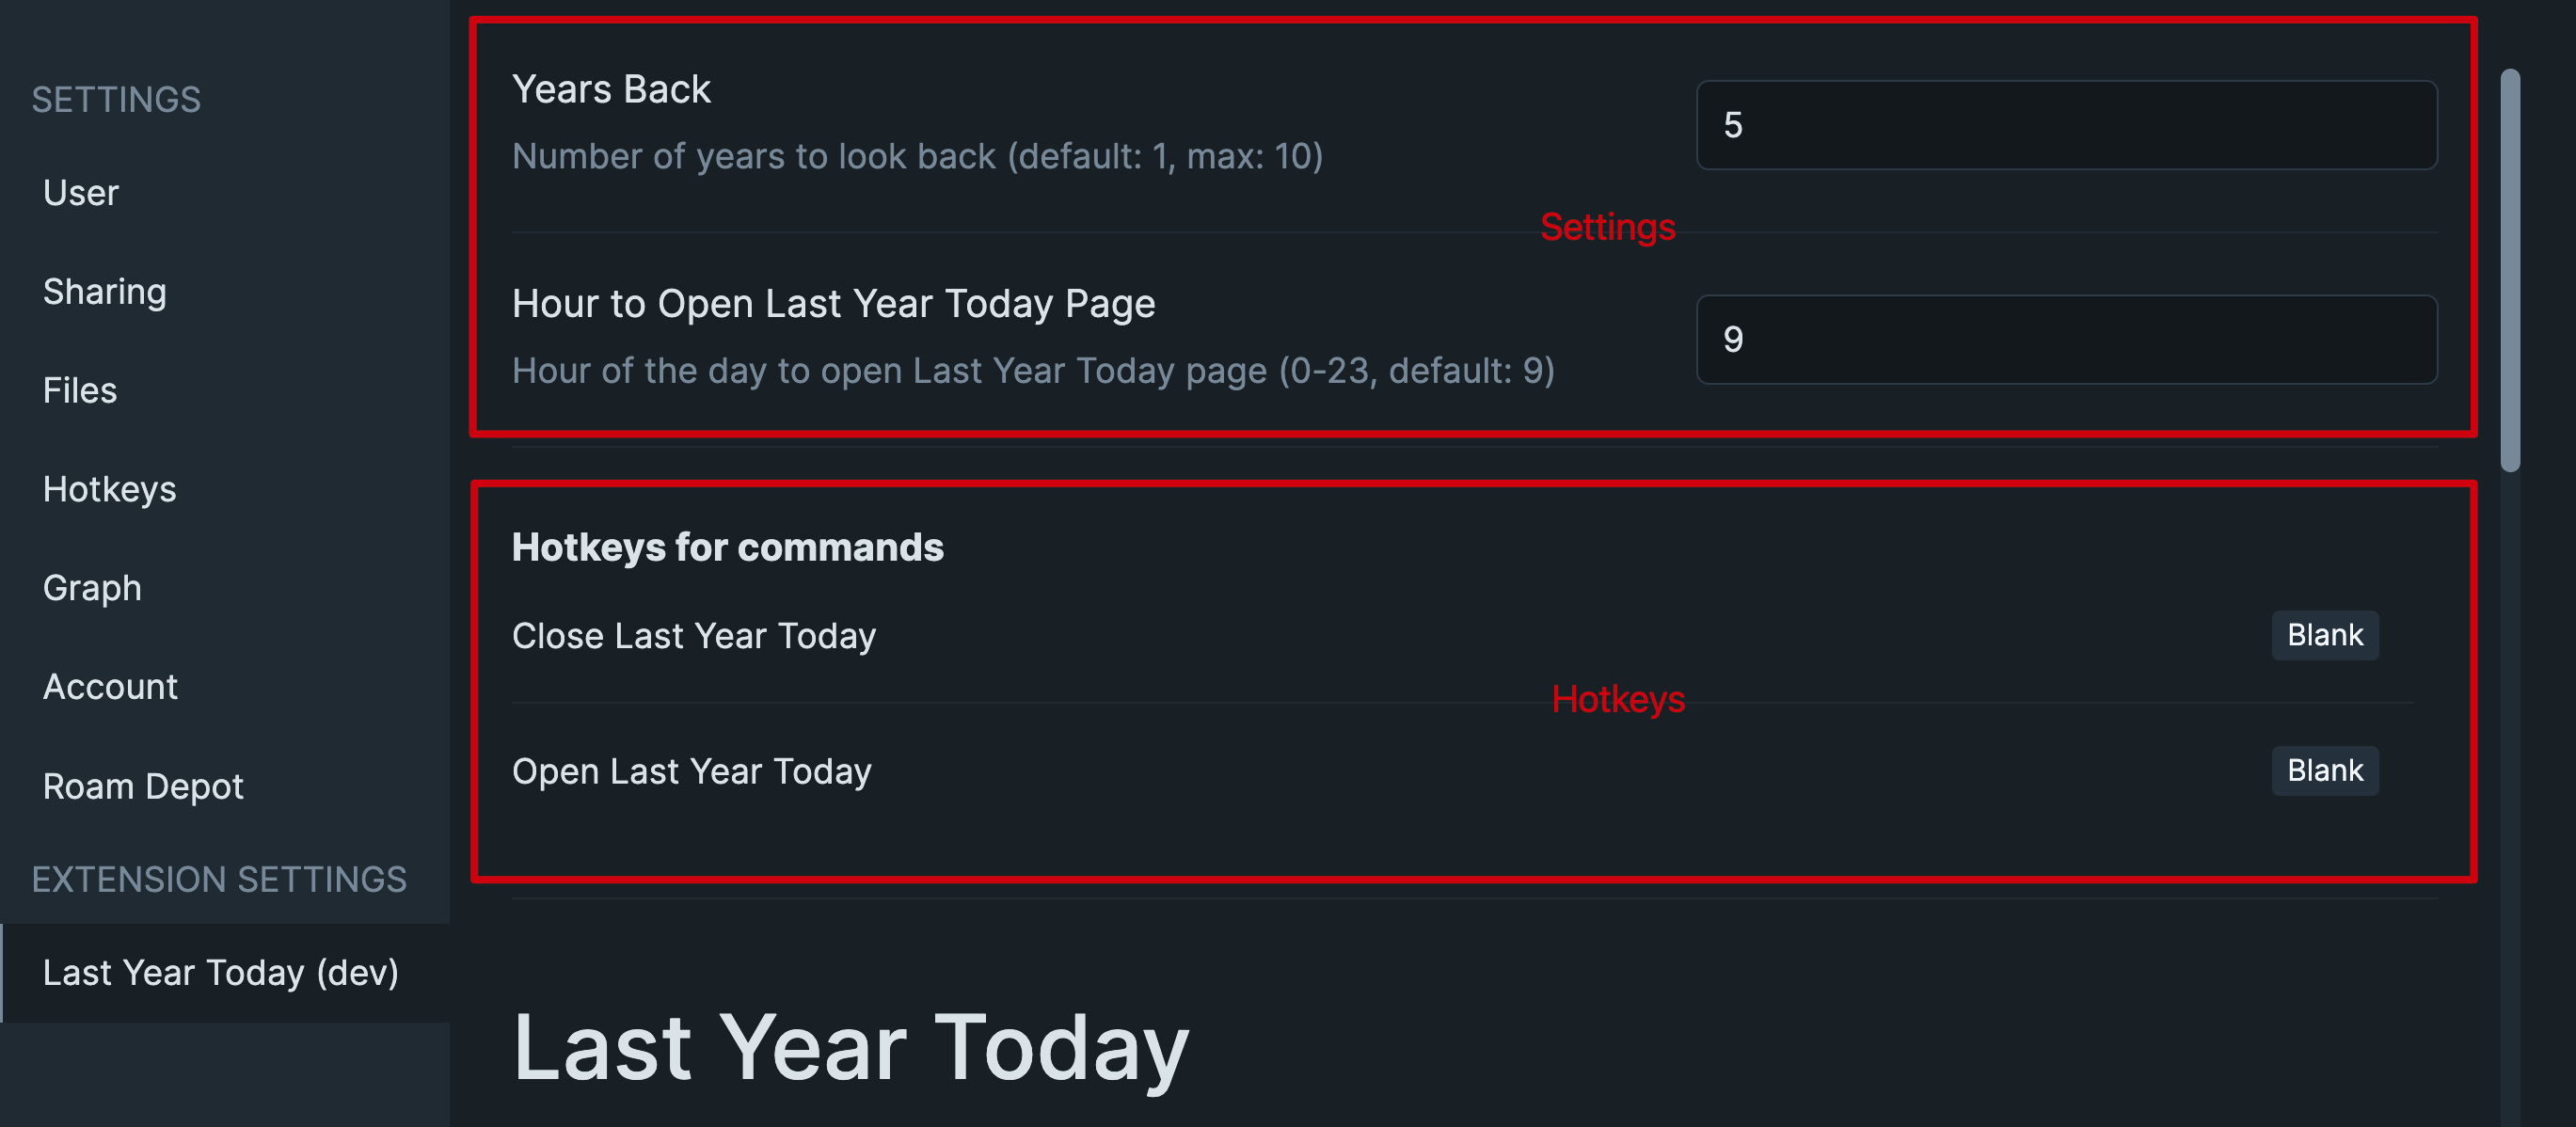 SETTINGS
User
Sharing
Files
Hotkeys
Graph
Account
Roam Depot
EXTENSION SETTINGS
Last Year Today (dev)
Years Back
Number of years to look back (default: 1, max: 10)
5
Settings
Hour to Open Last Year Today Page
Hour of the day to open Last Year Today page (0-23, default: 9)
9
Hotkeys for commands
Close Last Year Today
Blank
Hotkeys
Open Last Year Today
Blank
Last Year Today